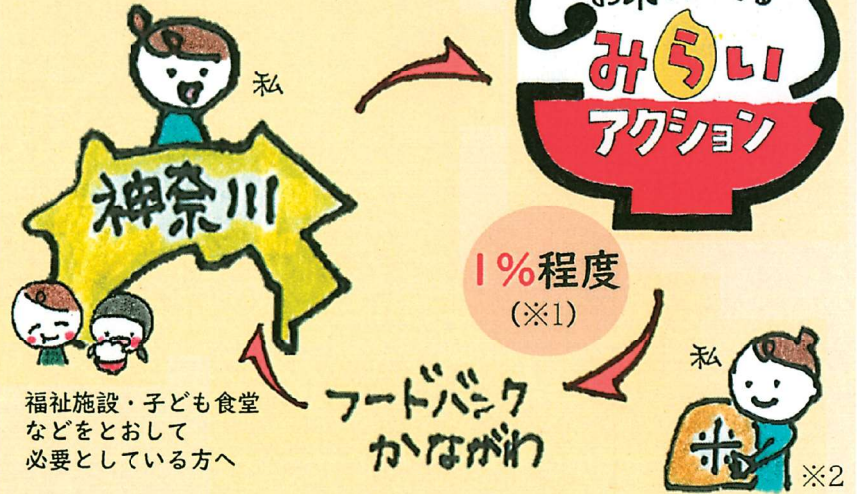 私
みらい
アクション
神奈川
1%程度
(※1)
私
米
※2
フードバンク
かながわ
福祉施設・子ども食堂
などをとおして
必要としている方へ